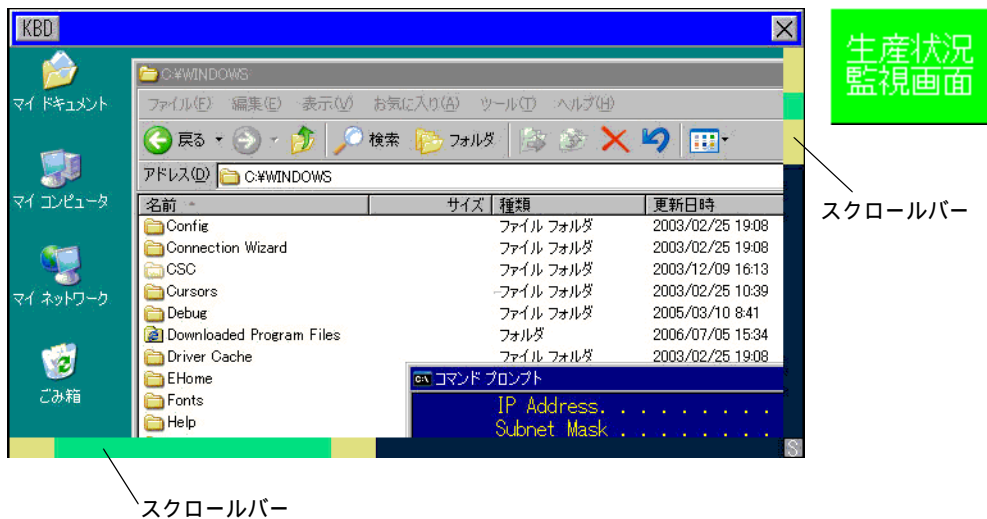 KBD
生産状況
監視画面
マイ ドキュメント
C:¥WINDOWS
ファイル(F) 編集(E) 表示(V) お気に入り(A) ツール(T) ヘルプ(H)
戻る 検索 フォルダ
アドレス(D) C:¥WINDOWS
マイ コンピュータ
名前 サイズ 種類 更新日時
スクロールバー
Config ファイル フォルダ 2003/02/25 19:08
Connection Wizard ファイル フォルダ 2003/02/25 19:08
CSC ファイル フォルダ 2003/12/09 16:13
マイ ネットワーク
Cursors ファイル フォルダ 2003/02/25 10:39
Debug ファイル フォルダ 2005/03/10 8:41
Downloaded Program Files フォルダ 2006/07/05 15:34
Driver Cache ファイル フォルダ 2003/02/25 19:08
EHome
コマンド プロンプト
ごみ箱
Fonts
IP Address. . . . . . . . .
Help
Subnet Mask . . . . . . . .
S
スクロールバー